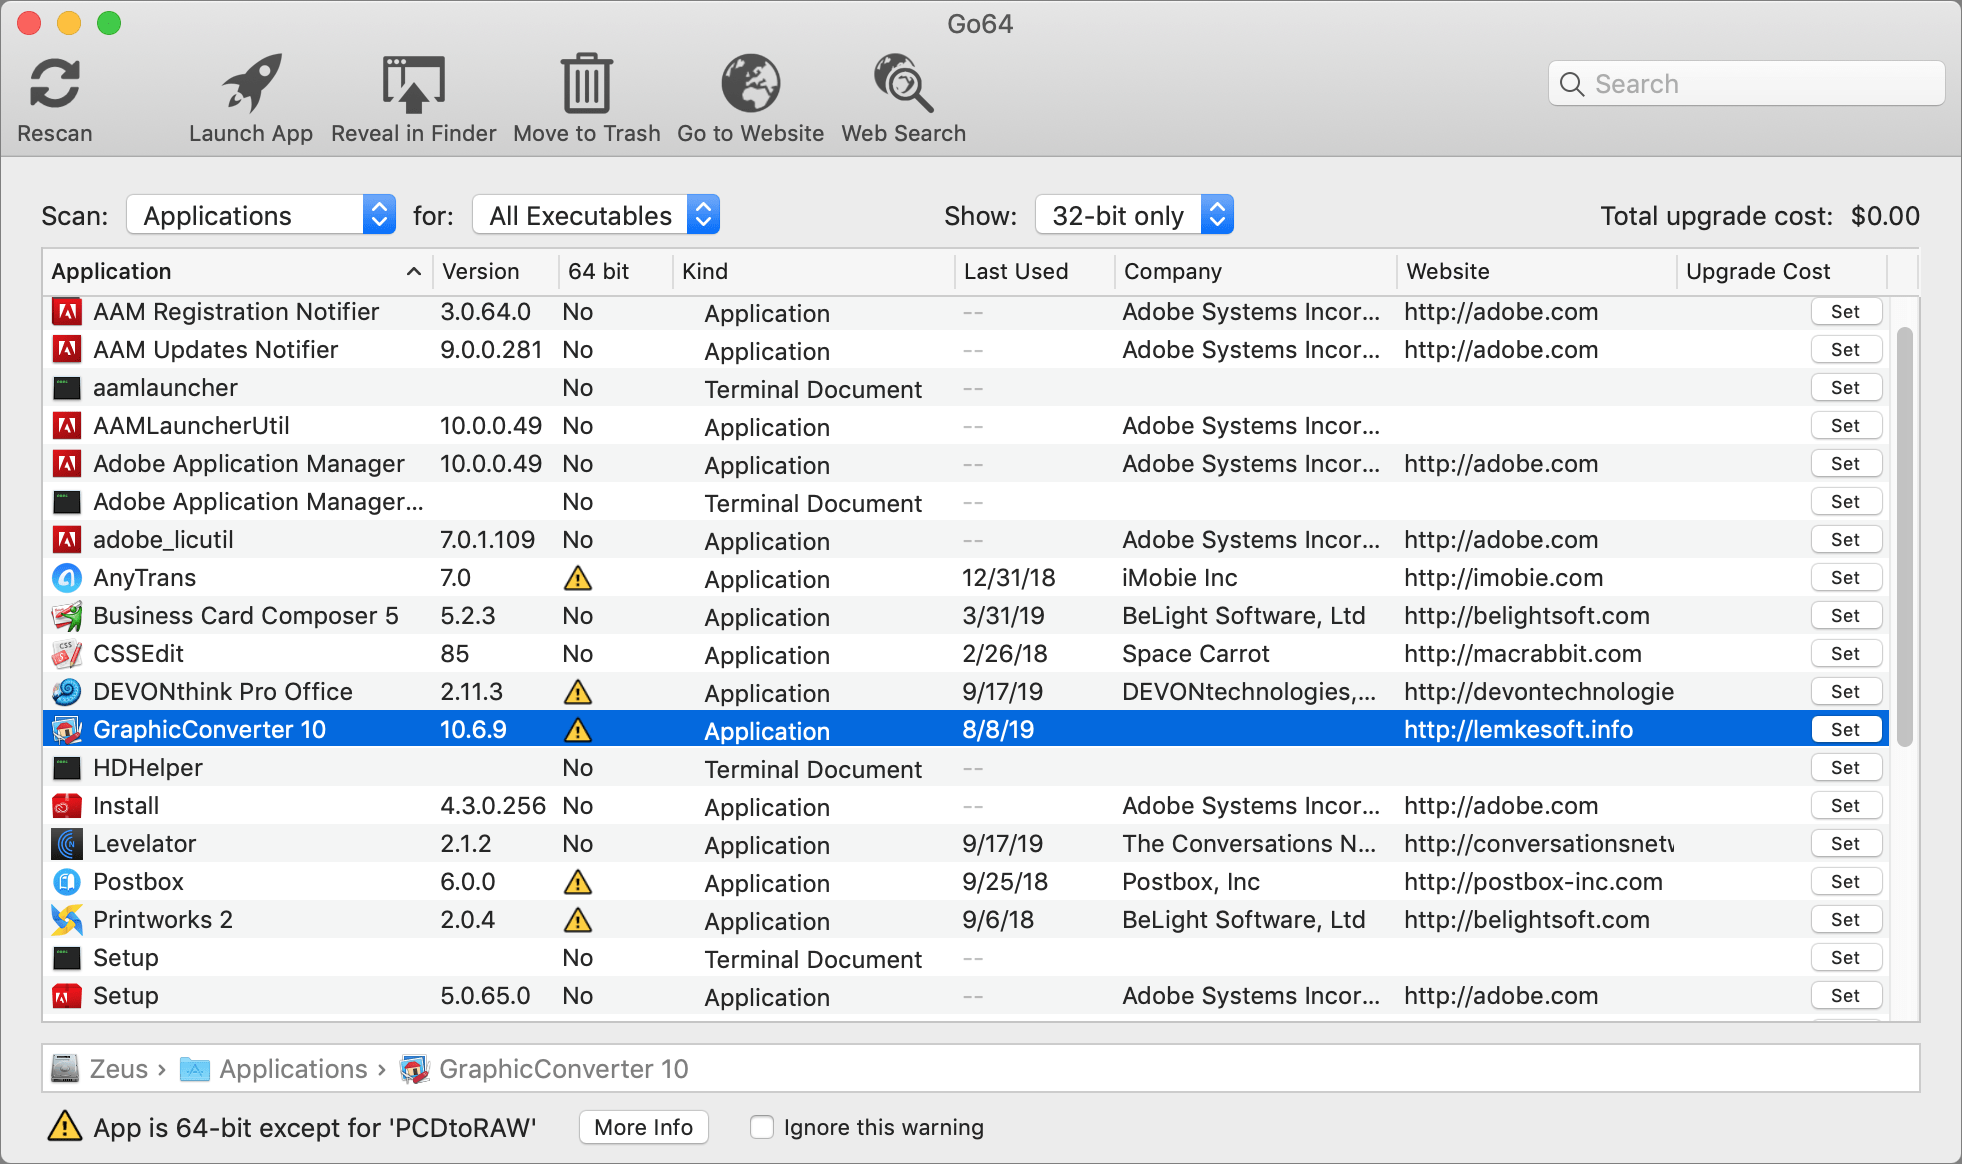 Go64
Rescan Launch App Reveal in Finder Move to Trash Go to Website Web Search Search
Scan: Applications for: All Executables Show: 32-bit only Total upgrade cost: $0.00
Application Version 64 bit Kind Last Used Company Website Upgrade Cost
AAM Registration Notifier 3.0.64.0 No Application -- Adobe Systems Incor... http://adobe.com Set
AAM Updates Notifier 9.0.0.281 No Application -- Adobe Systems Incor... http://adobe.com Set
aamlauncher No Terminal Document -- Set
AAMLauncherUtil 10.0.0.49 No Application -- Adobe Systems Incor... Set
Adobe Application Manager 10.0.0.49 No Application -- Adobe Systems Incor... http://adobe.com Set
Adobe Application Manager... No Terminal Document -- Set
adobe_licutil 7.0.1.109 No Application -- Adobe Systems Incor... http://adobe.com Set
AnyTrans 7.0 Application 12/31/18 iMobie Inc http://imobie.com Set
Business Card Composer 5 5.2.3 No Application 3/31/19 BeLight Software, Ltd http://belightsoft.com Set
CSSEdit 85 No Application 2/26/18 Space Carrot http://macrabbit.com Set
DEVONthink Pro Office 2.11.3 Application 9/17/19 DEVONtechnologies,... http://devontechnologie Set
GraphicConverter 10 10.6.9 Application 8/8/19 http://lemkesoft.info Set
HDHelper No Terminal Document -- Set
Install 4.3.0.256 No Application -- Adobe Systems Incor... http://adobe.com Set
Levelator 2.1.2 No Application 9/17/19 The Conversations N... http://conversationsnetw Set
Postbox 6.0.0 Application 9/25/18 Postbox, Inc http://postbox-inc.com Set
Printworks 2 2.0.4 Application 9/6/18 BeLight Software, Ltd http://belightsoft.com Set
Setup No Terminal Document -- Set
Setup 5.0.65.0 No Application -- Adobe Systems Incor... http://adobe.com Set
Zeus › Applications › GraphicConverter 10
App is 64-bit except for 'PCDtoRAW' More Info Ignore this warning